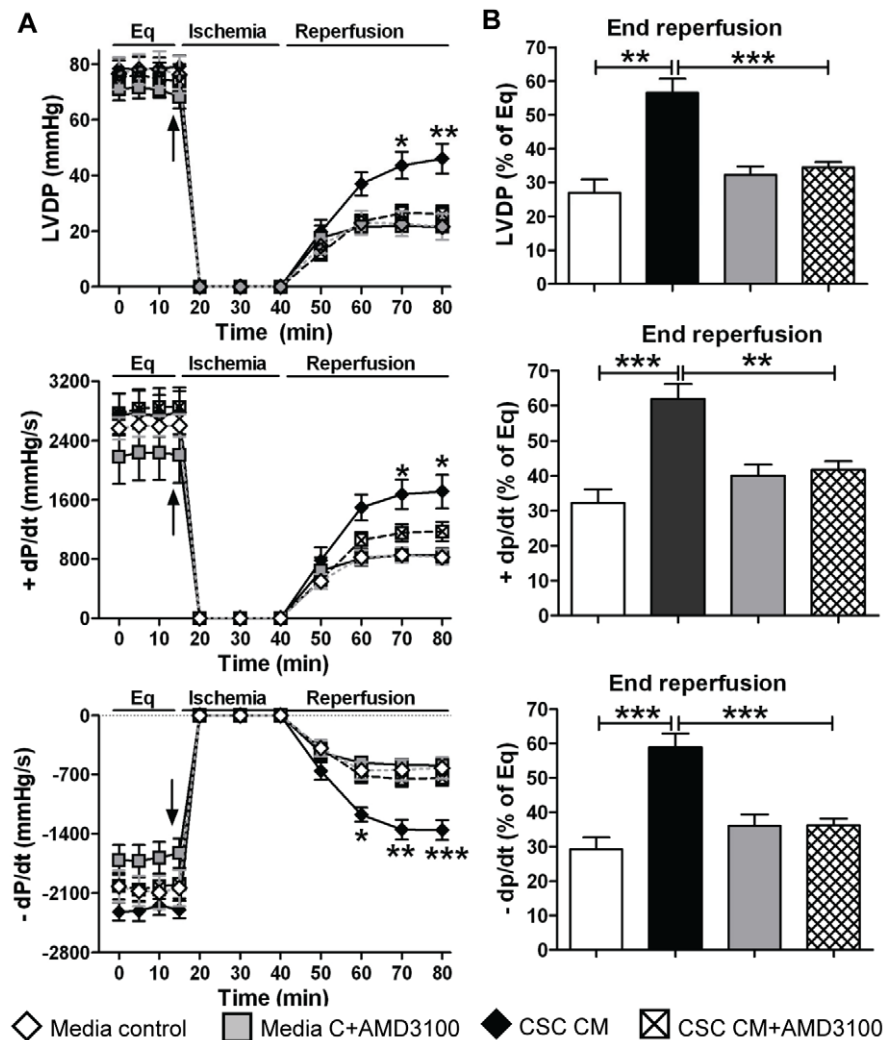 A
Eq Ischemia Reperfusion
LVDP (mmHg)
80
60
40
20
0
* **
0 10 20 30 40 50 60 70 80
Time (min)
Eq Ischemia Reperfusion
+ dP/dt (mmHg/s)
3200
2400
1600
800
0
* *
0 10 20 30 40 50 60 70 80
Time (min)
Eq Ischemia Reperfusion
- dP/dt (mmHg/s)
0
-700
-1400
-2100
-2800
* ** ***
0 10 20 30 40 50 60 70 80
Time (min)
B
End reperfusion
LVDP (% of Eq)
70
60
50
40
30
20
10
0
** ***
End reperfusion
+ dp/dt (% of Eq)
70
60
50
40
30
20
10
0
*** **
End reperfusion
- dp/dt (% of Eq)
70
60
50
40
30
20
10
0
*** ***
Media control Media C+AMD3100 CSC CM CSC CM+AMD3100